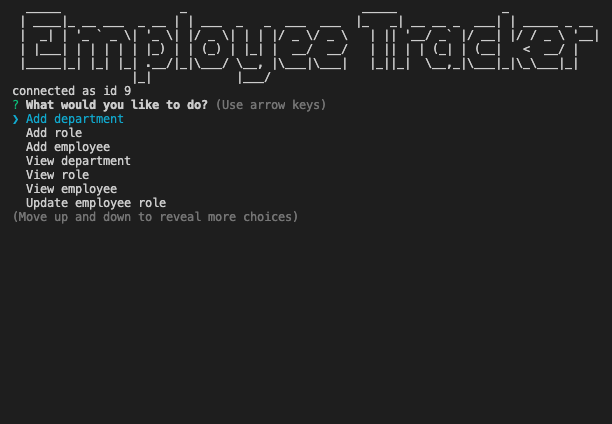 Employee Tracker
connected as id 9
? What would you like to do? (Use arrow keys)
❯ Add department
Add role
Add employee
View department
View role
View employee
Update employee role
(Move up and down to reveal more choices)